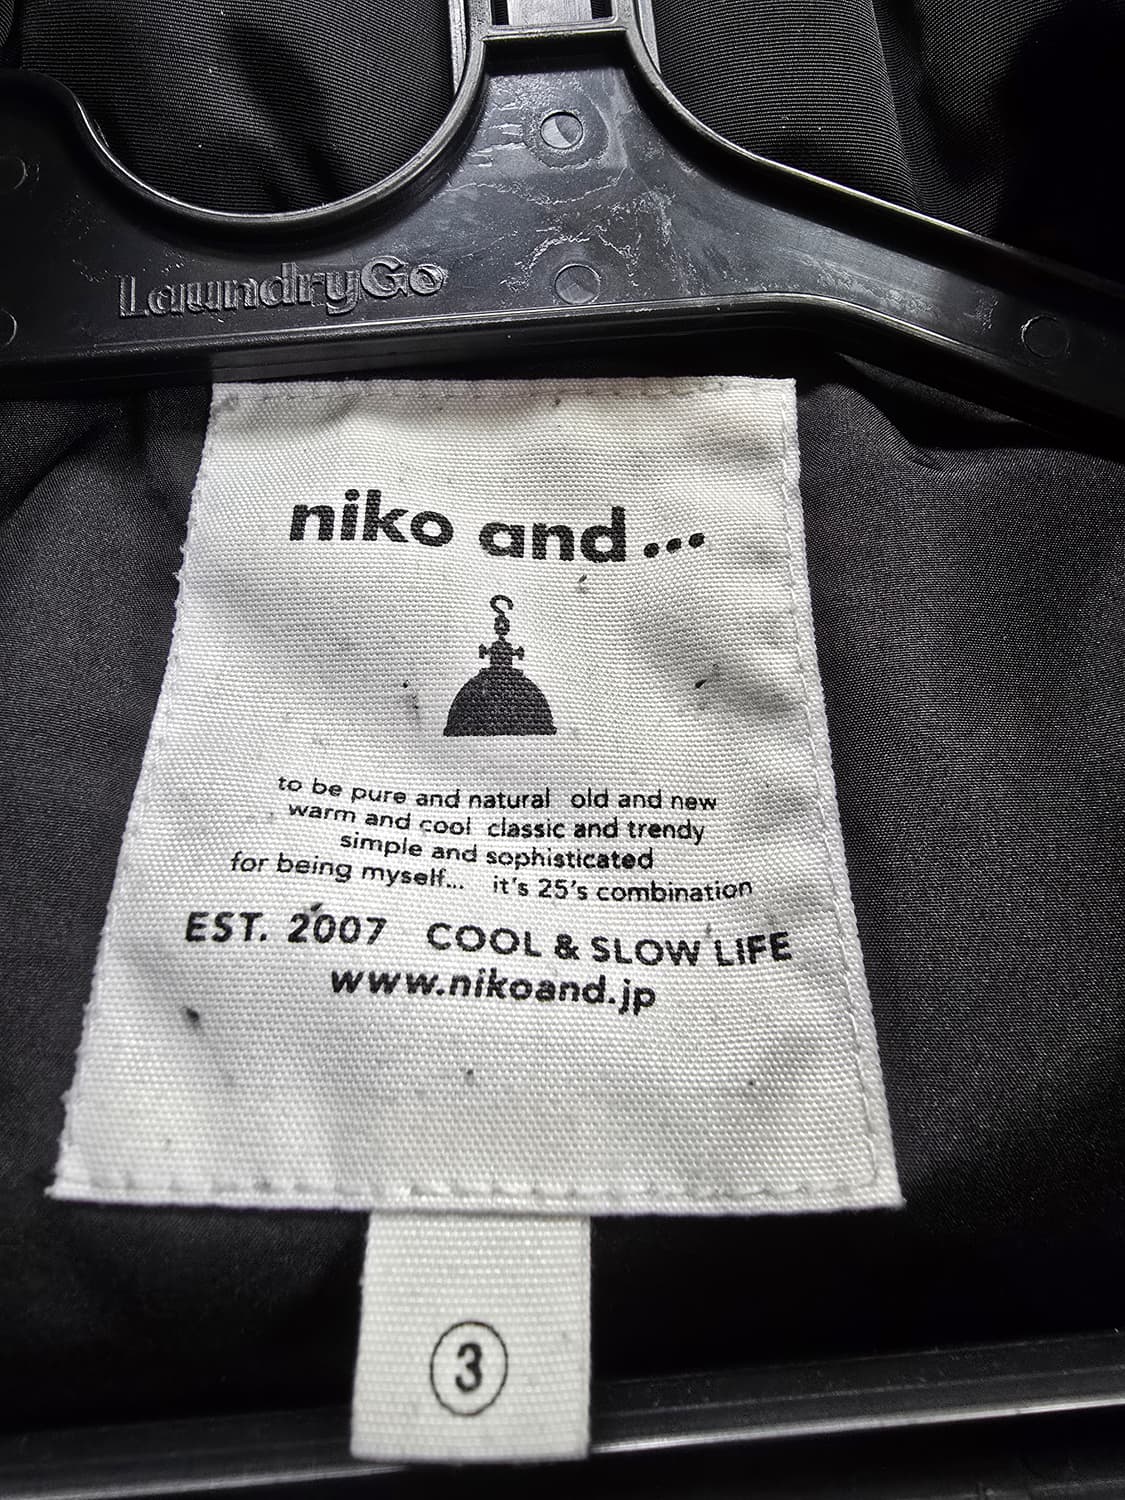 LaundryGo
niko and...
to be pure and natural old and new
warm and cool classic and trendy
simple and sophisticated
for being myself... it's 25's combination
EST. 2007 COOL & SLOW LIFE
www.nikoand.jp
3